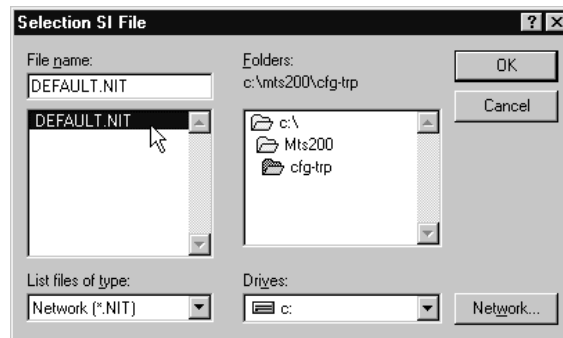 Selection SI File
File name:
DEFAULT.NIT
DEFAULT.NIT
Folders:
c:\mts200\cfg-trp
c:\
Mts200
cfg-trp
OK
Cancel
List files of type:
Network (*.NIT)
Drives:
c:
Network...